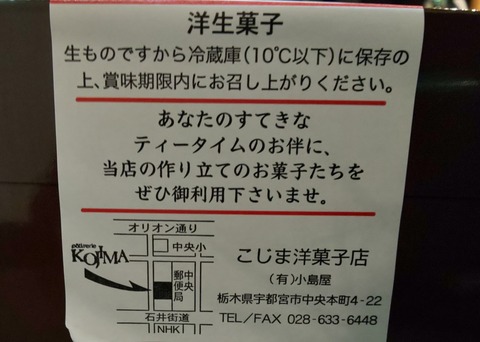 洋生菓子
生ものですから冷蔵庫(10℃以下)に保存の
上、賞味期限内にお召し上がりください。
あなたのすてきな
ティータイムのお伴に、
当店の作り立てのお菓子たちを
ぜひ御利用下さいませ。
オリオン通り
中央小
pâtisserie
KOJIMA
中央
郵便局
石井街道
NHK
こじま洋菓子店
(有)小島屋
栃木県宇都宮市中央本町4-22
TEL/FAX 028-633-6448